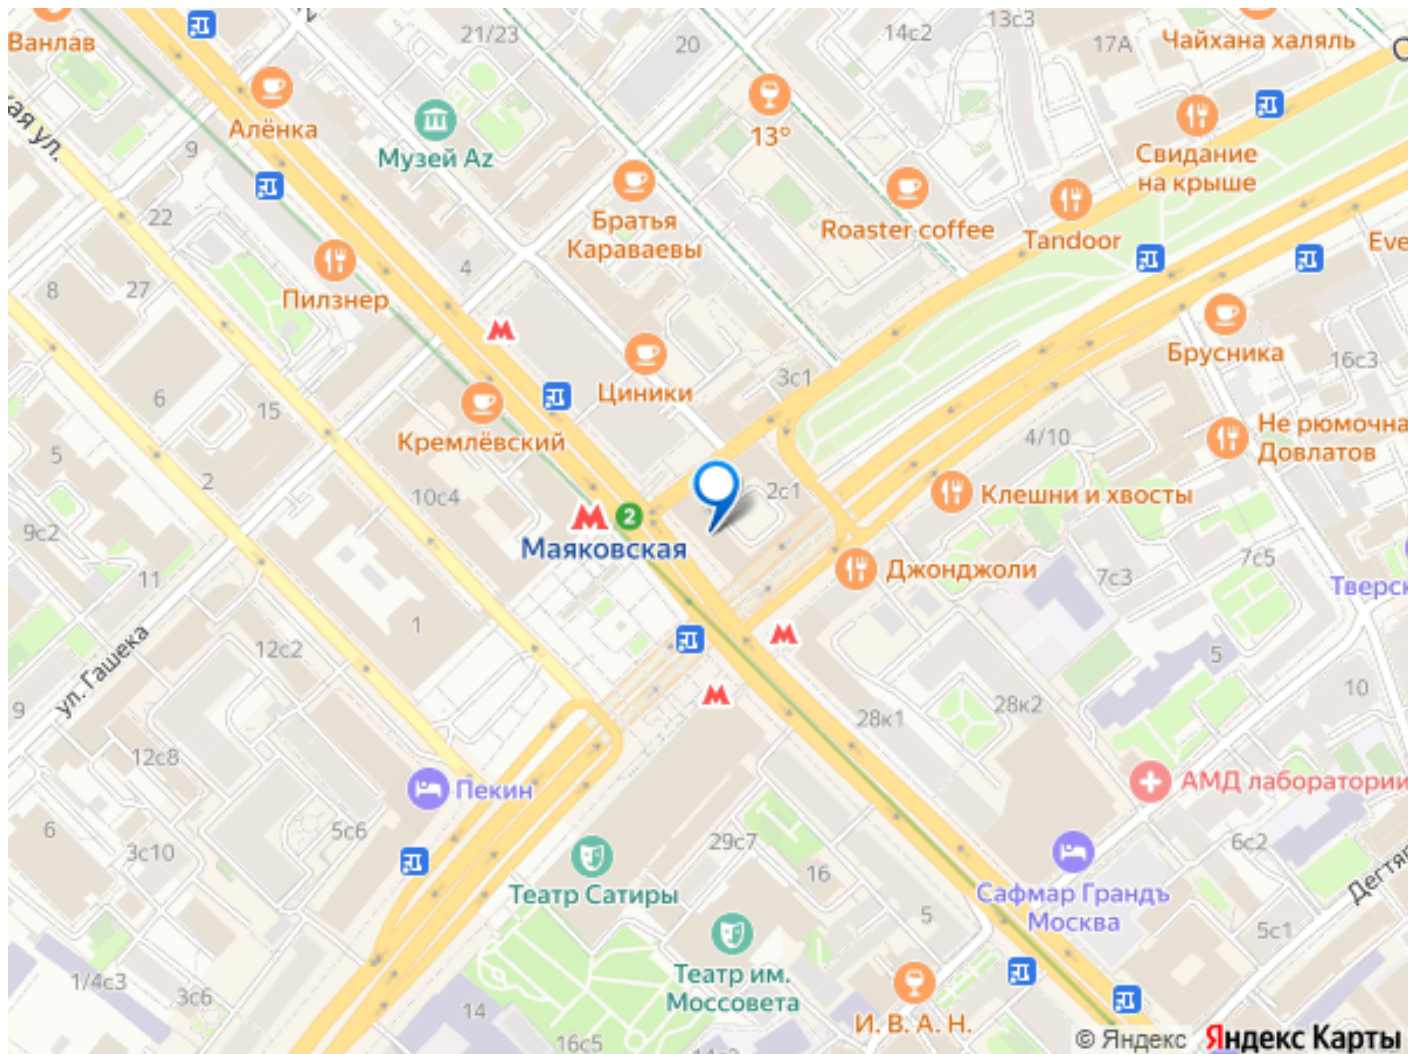 Ванлав
21/23
20
14с2
13с3
17А
Чайхана халяль
кая ул.
Алёнка
Музей Az
13°
Свидание
на крыше
9
22
Братья
Караваевы
Roaster coffee
Tandoor
8
27
4
Пилзнер
Брусника
16с3
6
15
Циники
3с1
Кремлёвский
4/10
Не рюмочна
Довлатов
5
2
10с4
2с1
Клешни и хвосты
9с2
2
Маяковская
Джонджоли
7с3
7с5
Тверск
11
1
ул. Гашека
12с2
5
10
9
28к1
28к2
12с8
Пекин
АМД лаборатории
6
5с6
3с10
29с7
6с2
Театр Сатиры
16
Сафмар Грандъ
Москва
5
5с1
1/4с3
3с6
Театр им.
Моссовета
14
И. В. А. Н.
16с5
© Яндекс Яндекс Карты